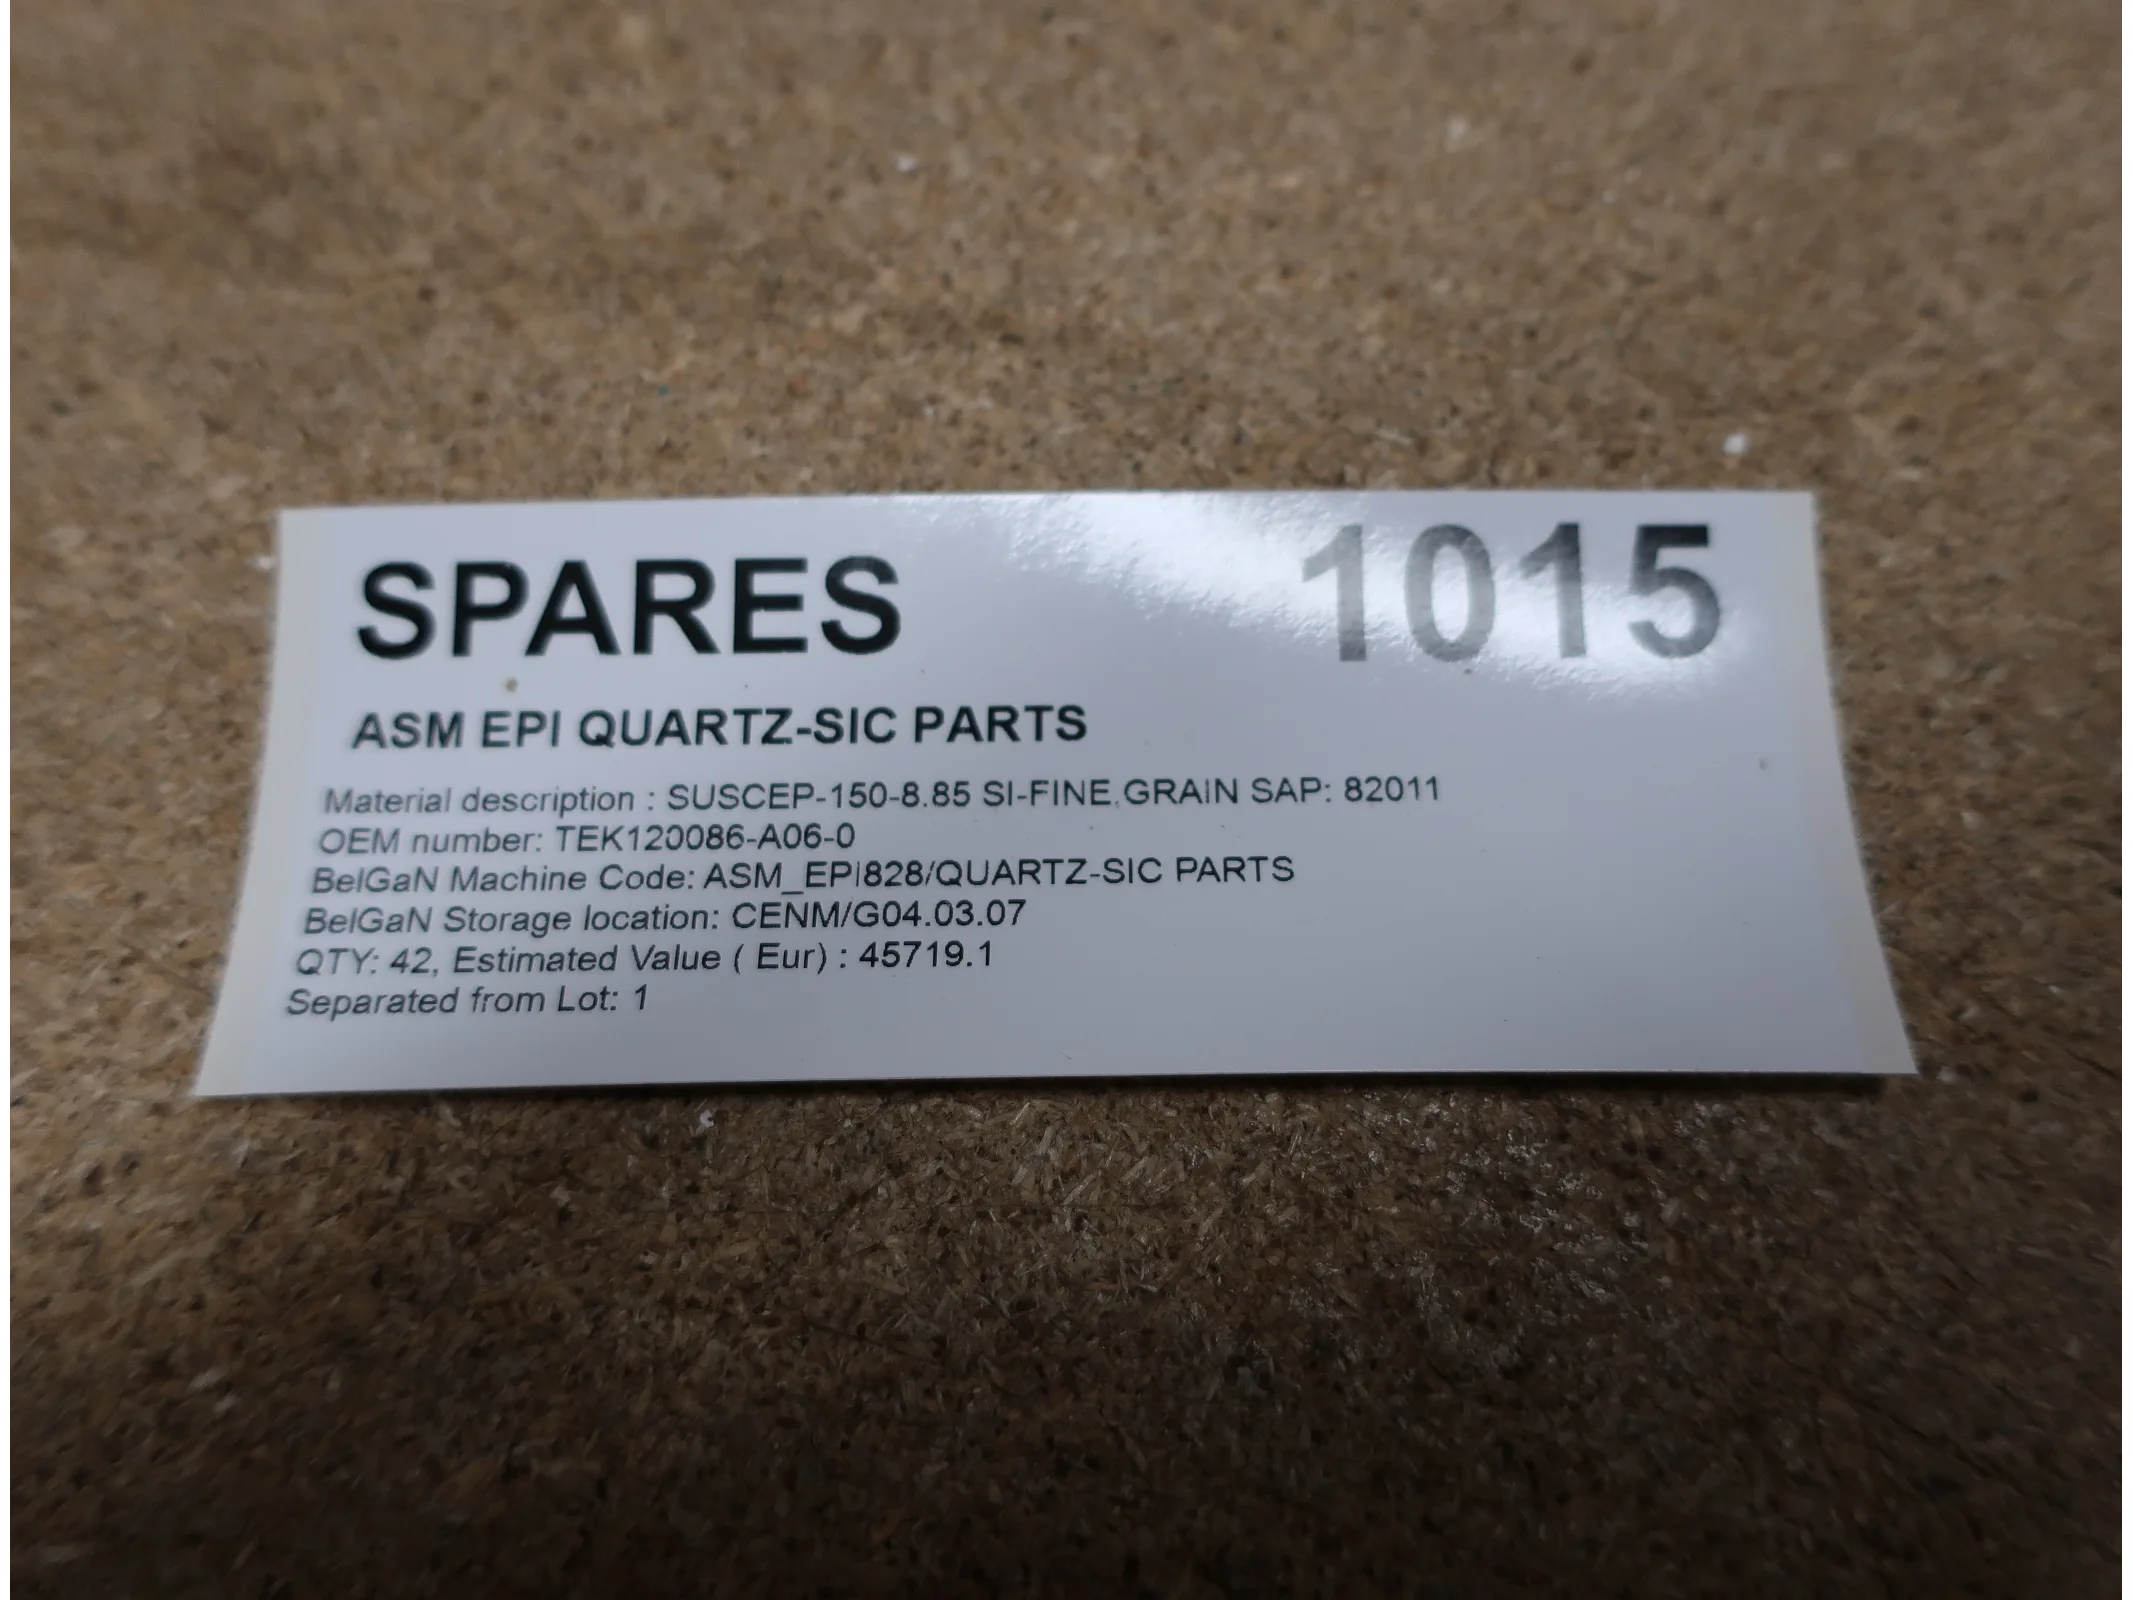 SPARES 1015
ASM EPI QUARTZ-SIC PARTS
Material description : SUSCEP-150-8.85 SI-FINE.GRAIN SAP: 82011
OEM number: TEK120086-A06-0
BelGaN Machine Code: ASM_EPI828/QUARTZ-SIC PARTS
BelGaN Storage location: CENM/G04.03.07
QTY: 42, Estimated Value ( Eur) : 45719.1
Separated from Lot: 1